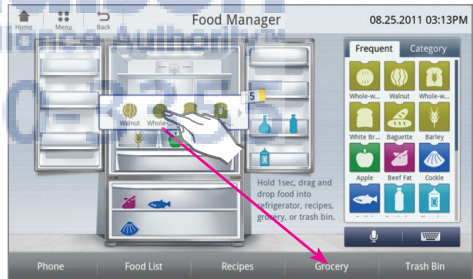 Home
Menu
Back
Food Manager
08.25.2011 03:13PM
Frequent
Category
Whole-w...
Walnut
Whole-w...
White Br...
Baguette
Barley
Apple
Beef Fat
Cockle
Walnut
Whole-
5
Hold 1sec, drag and
drop food into
refrigerator, recipes,
grocery, or trash bin.
Phone
Food List
Recipes
Grocery
Trash Bin